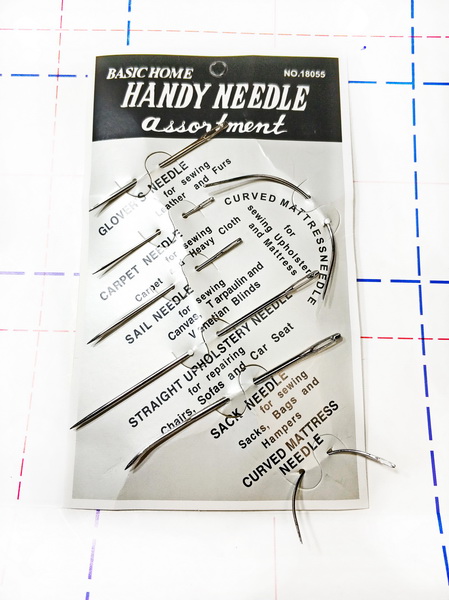 BASIC HOME
NO.18055
HANDY NEEDLE
assortment
GLOVER'S NEEDLE
for sewing
Leather and Furs
CURVED MATTRESS NEEDLE
for
sewing Upholstery
and Mattress
CARPET NEEDLE
for sewing
Carpet Heavy Cloth
SAIL NEEDLE
for sewing
Canvas, Tarpaulin and
Venetian Blinds
STRAIGHT UPHOLSTERY NEEDLE
for repairing
Chairs, Sofas and Car Seat
SACK NEEDLE
for sewing
Sacks, Bags and
Hampers
CURVED MATTRESS
NEEDLE